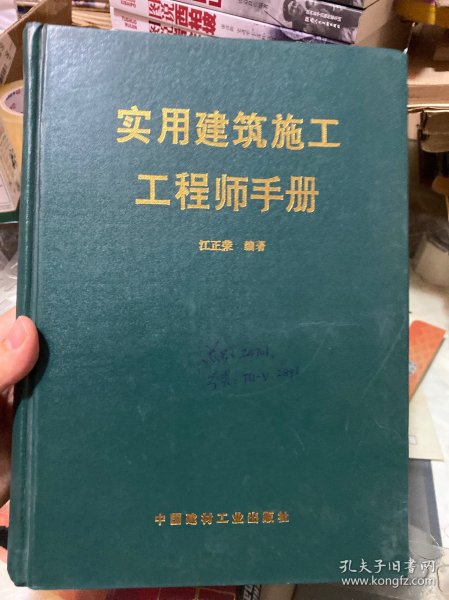 实用建筑施工
工程师手册
江正荣 编著
中国建材工业出版社
孔夫子旧书网
www.kongfz.com